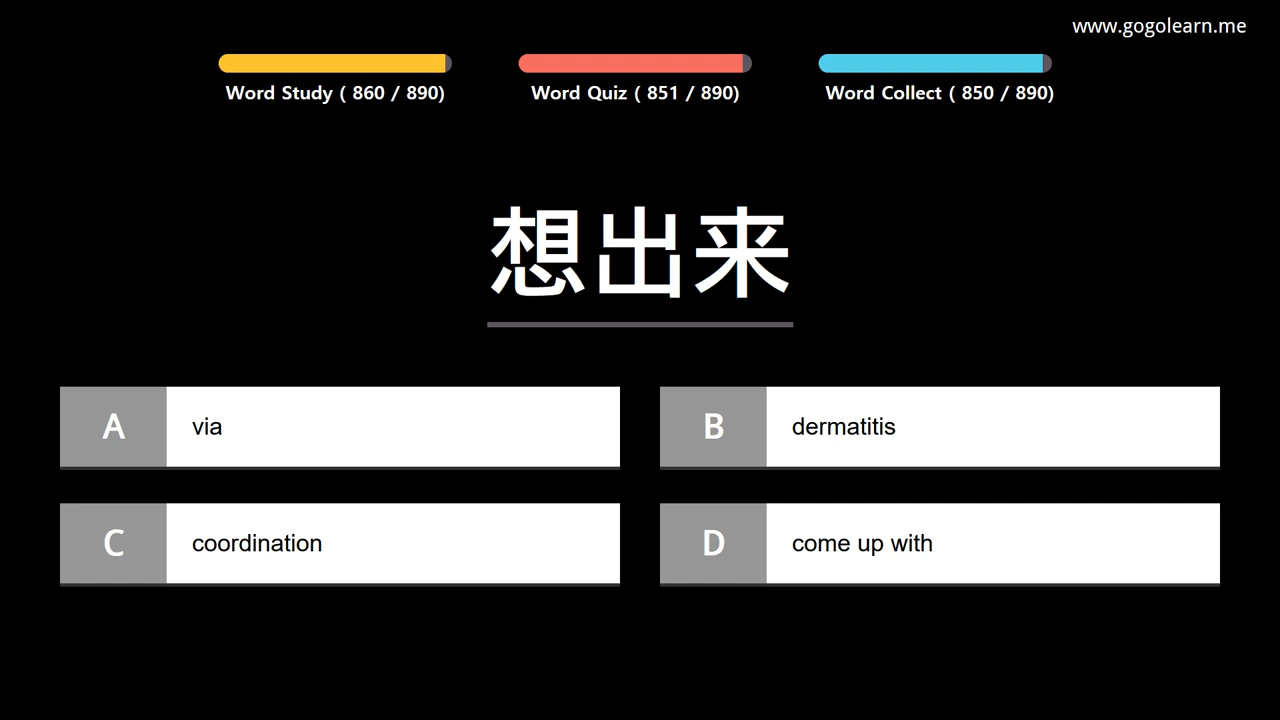 www.gogolearn.me
Word Study ( 860 / 890)
Word Quiz ( 851 / 890)
Word Collect ( 850 / 890)
想出来
A via
B dermatitis
C coordination
D come up with